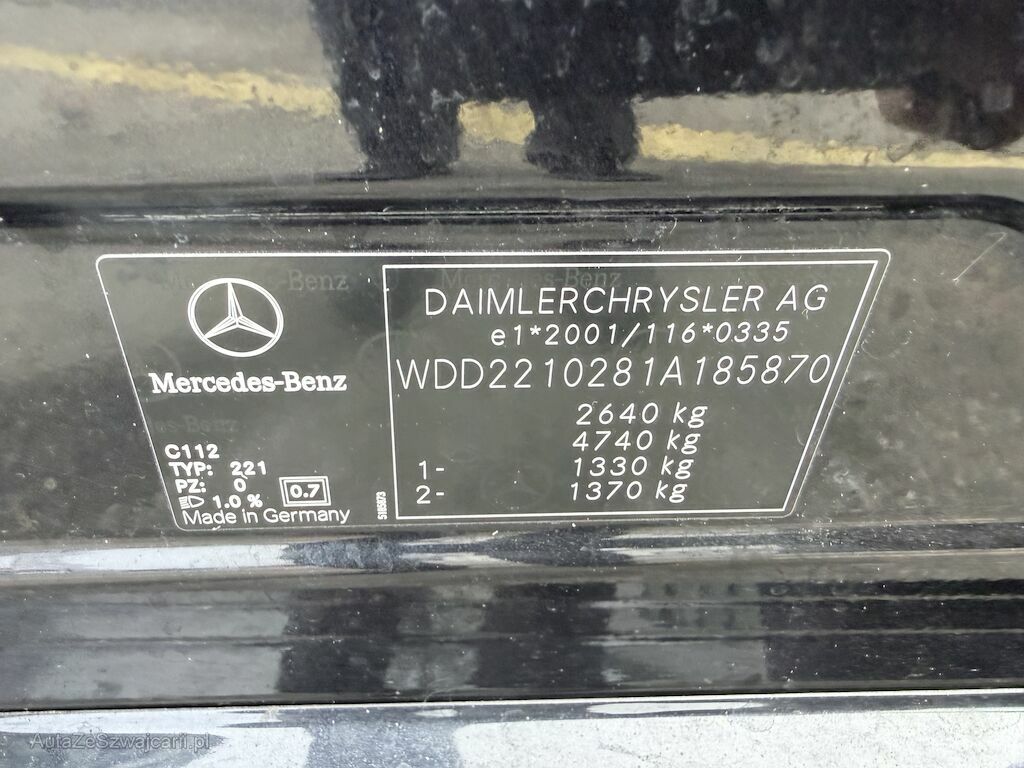 Mercedes-Benz
C112
TYP: 221
PZ: 0
1.0 %
0.7
Made in Germany
DAIMLERCHRYSLER AG
e1*2001/116*0335
WDD2210281A185870
2640 kg
4740 kg
1- 1330 kg
2- 1370 kg
AutaZeSzwajcarii.pl